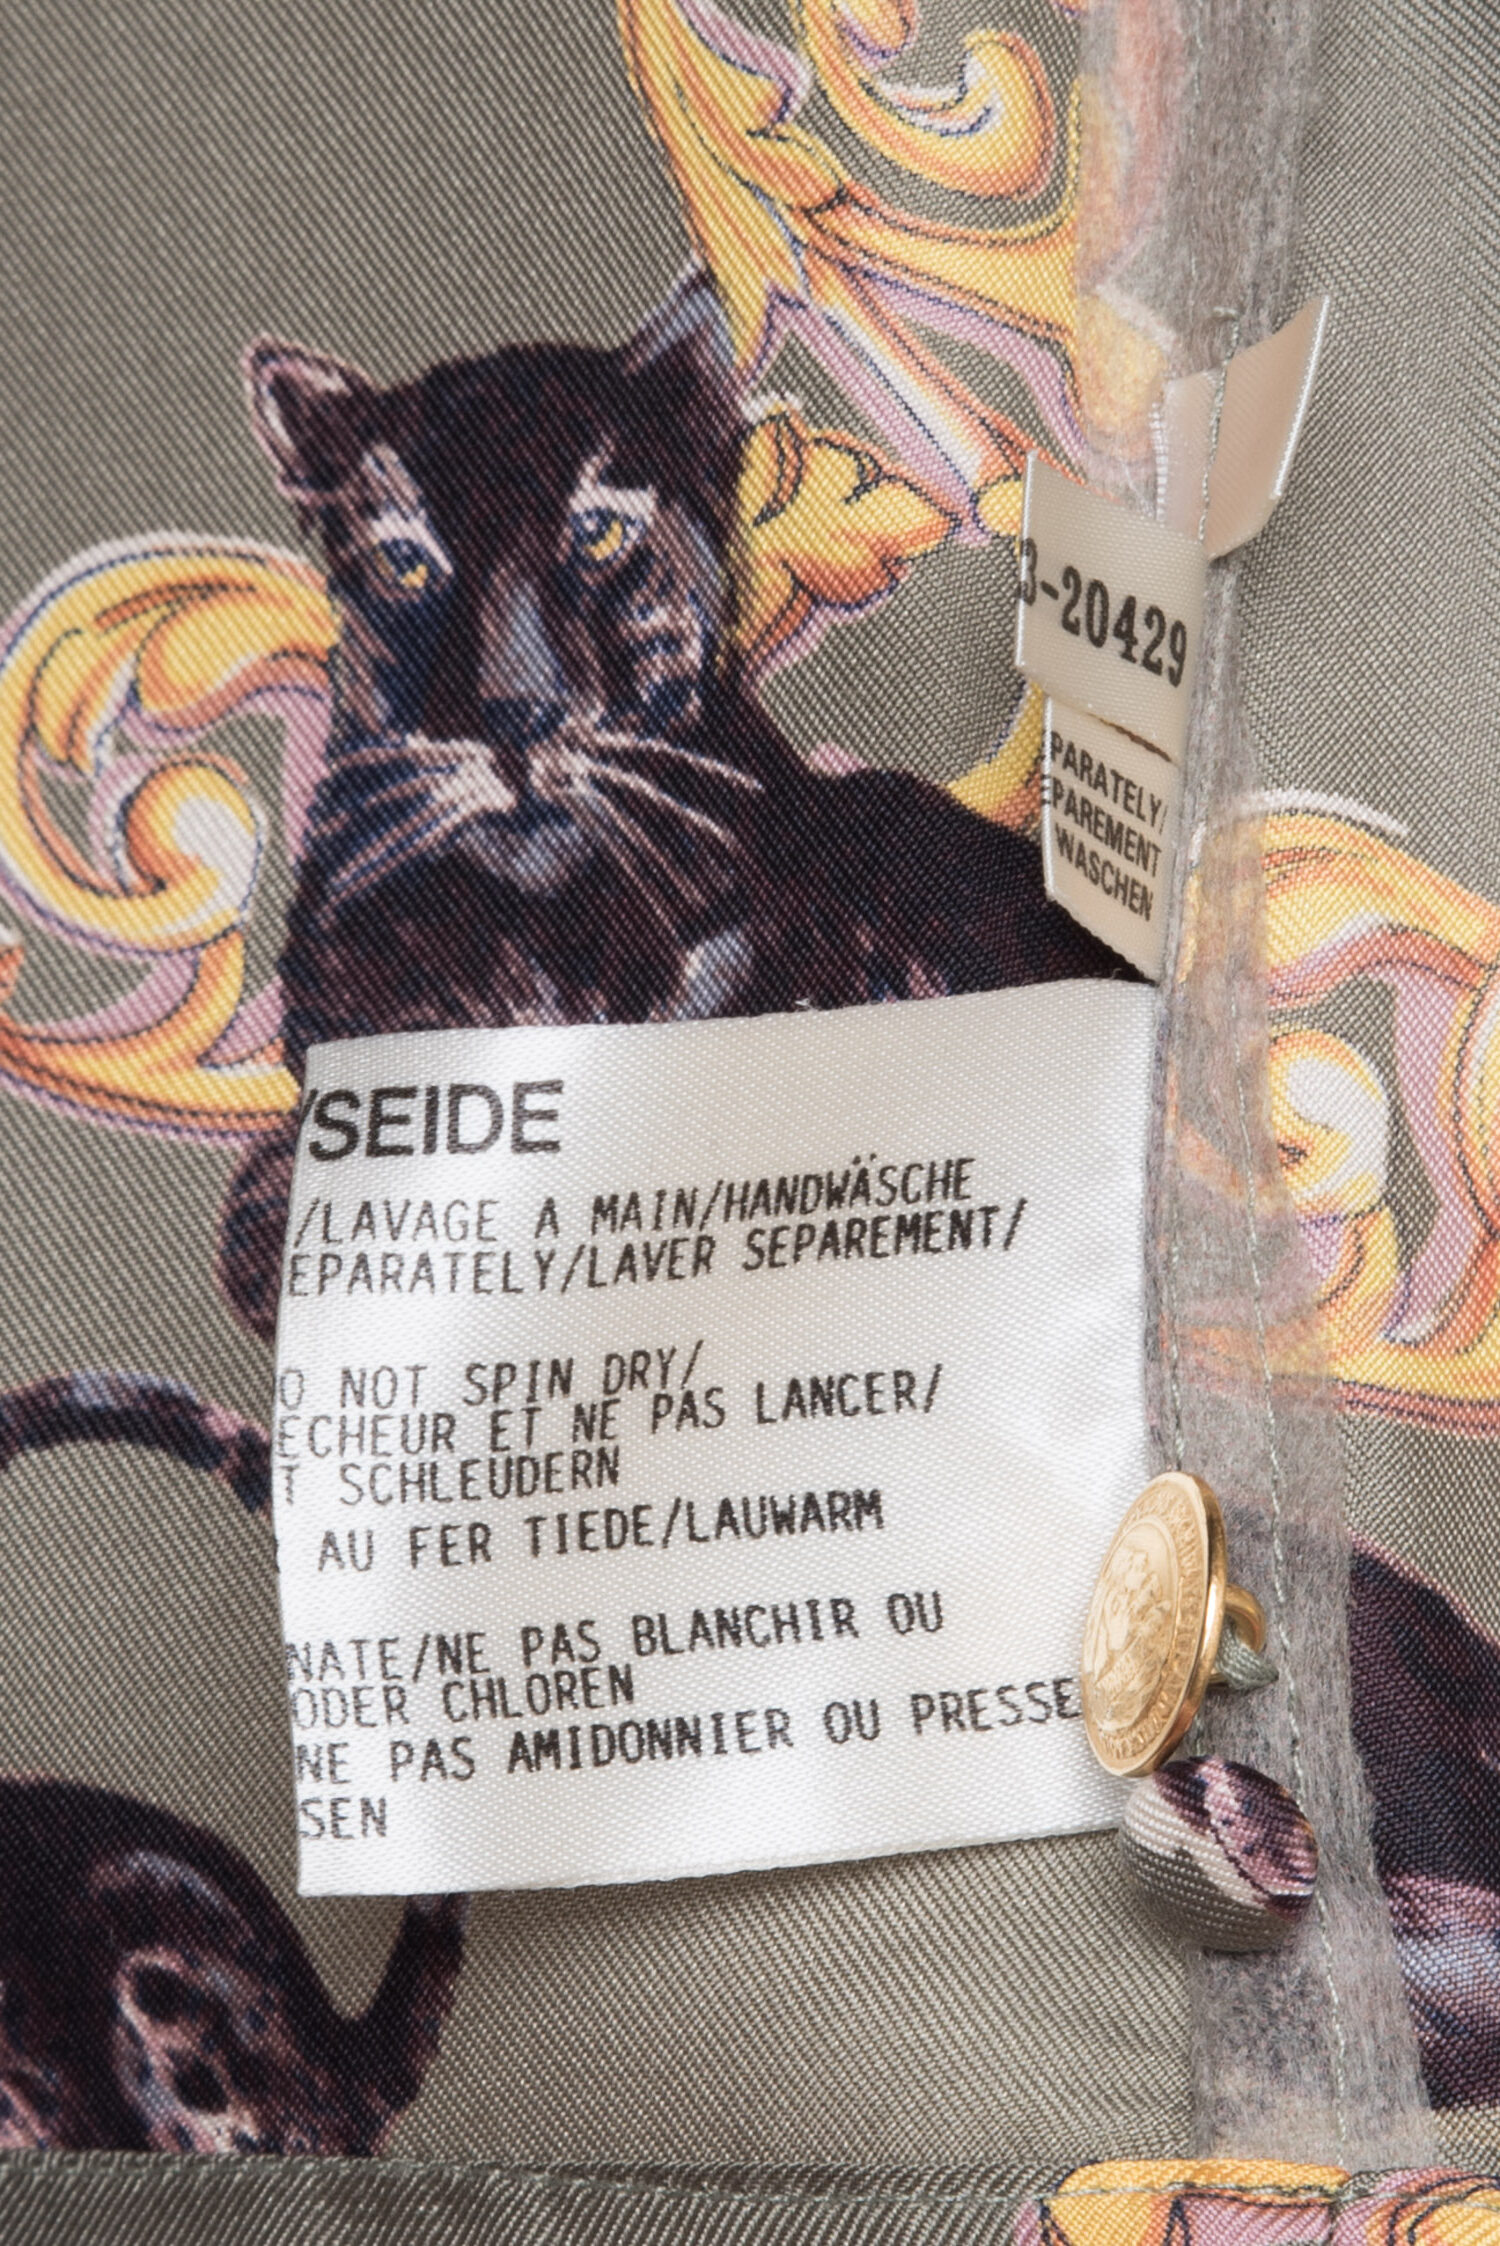 -20429
PARATELY/
PAREMENT
WASCHEN
/SEIDE
/LAVAGE A MAIN/HANDWÄSCHE
EPARATELY/LAVER SEPAREMENT/
O NOT SPIN DRY/
ECHEUR ET NE PAS LANCER/
T SCHLEUDERN
AU FER TIEDE/LAUWARM
NATE/NE PAS BLANCHIR OU
ODER CHLOREN
NE PAS AMIDONNIER OU PRESSE
SEN